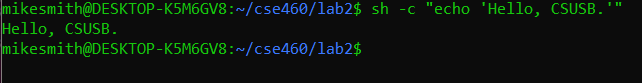 mikesmith@DESKTOP-K5M6GV8:~/cse460/lab2$ sh -c "echo 'Hello, CSUSB.'"
Hello, CSUSB.
mikesmith@DESKTOP-K5M6GV8:~/cse460/lab2$